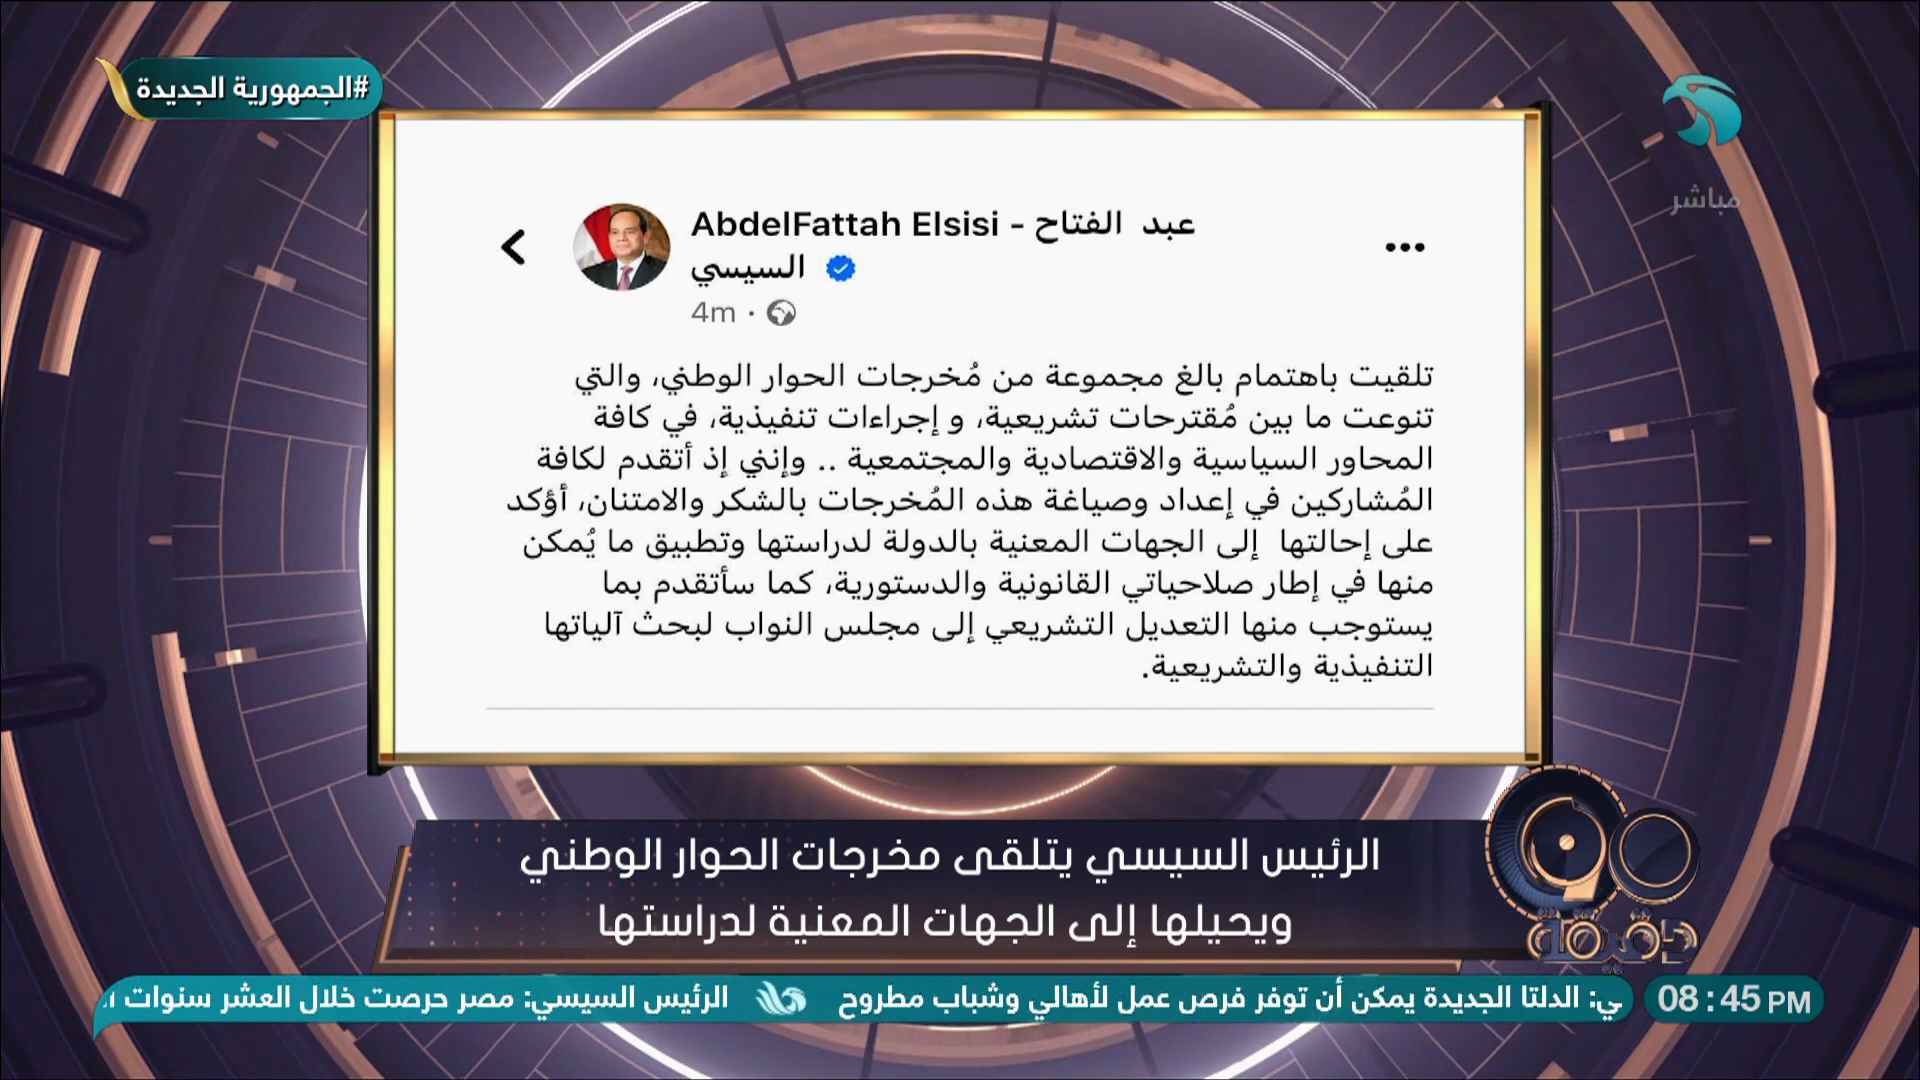 #الجمهورية الجديدة
مباشر
AbdelFattah Elsisi - عبد الفتاح
السيسي
4m
تلقيت باهتمام بالغ مجموعة من مُخرجات الحوار الوطني، والتي
تنوعت ما بين مُقترحات تشريعية، و إجراءات تنفيذية، في كافة
المحاور السياسية والاقتصادية والمجتمعية .. وإنني إذ أتقدم لكافة
المُشاركين في إعداد وصياغة هذه المُخرجات بالشكر والامتنان، أؤكد
على إحالتها إلى الجهات المعنية بالدولة لدراستها وتطبيق ما يُمكن
منها في إطار صلاحياتي القانونية والدستورية، كما سأتقدم بما
يستوجب منها التعديل التشريعي إلى مجلس النواب لبحث آلياتها
التنفيذية والتشريعية.
الرئيس السيسي يتلقى مخرجات الحوار الوطني
ويحيلها إلى الجهات المعنية لدراستها
90
دقيقة
ي: الدلتا الجديدة يمكن أن توفر فرص عمل لأهالي وشباب مطروح
الرئيس السيسي: مصر حرصت خلال العشر سنوات
08:45 PM